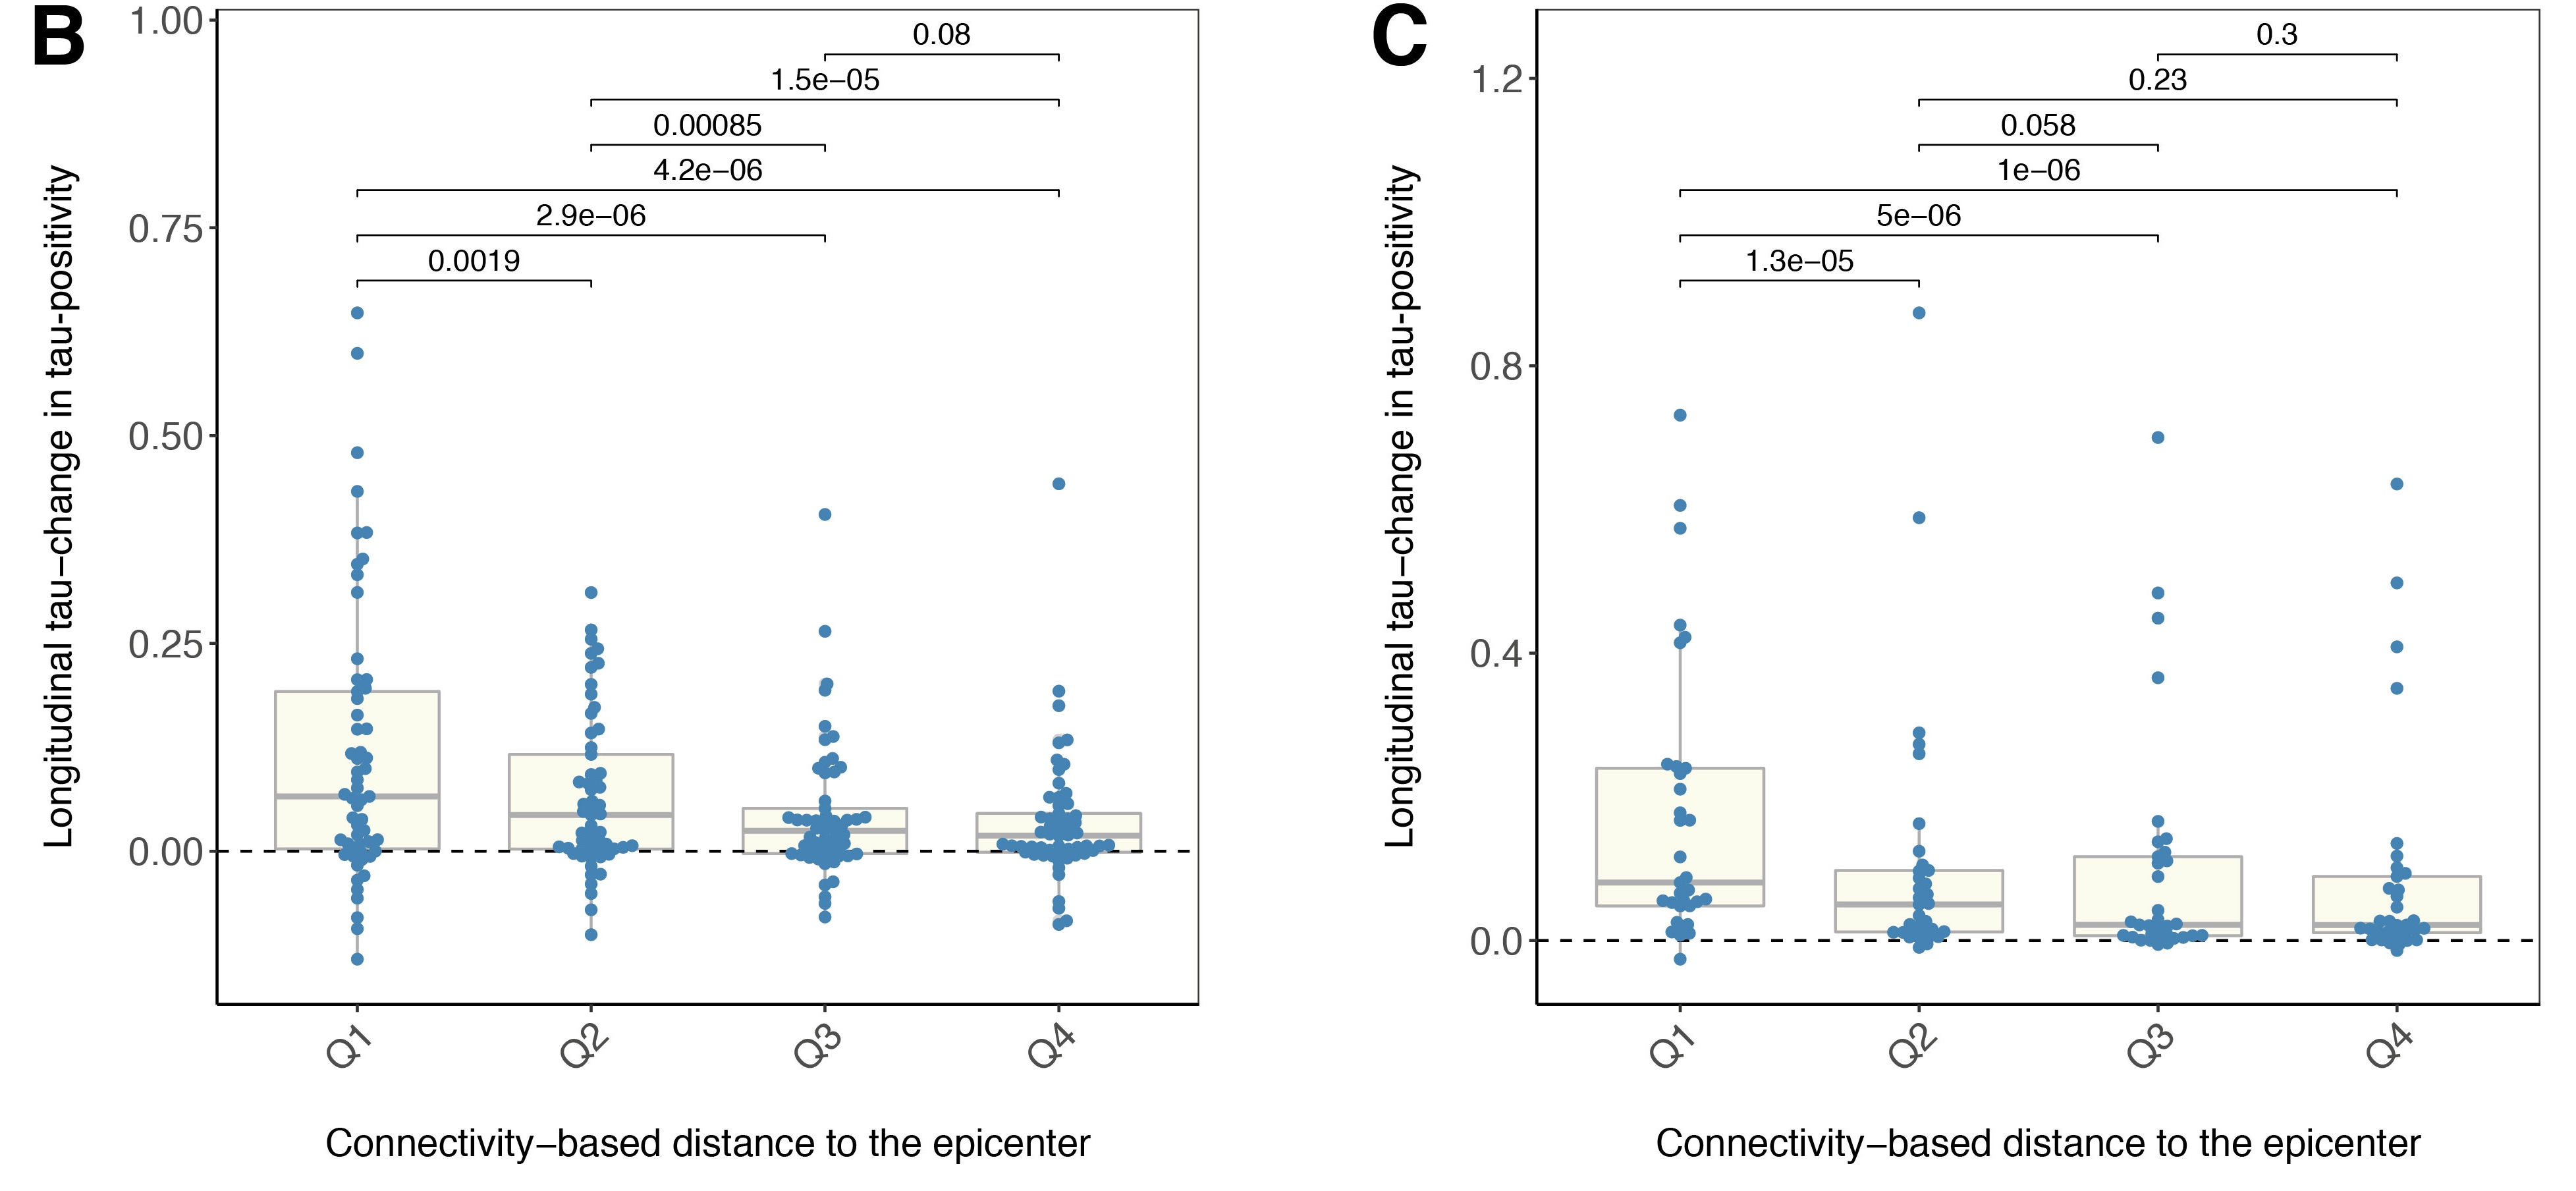 B
Longitudinal tau−change in tau-positivity
1.00
0.75
0.50
0.25
0.00
0.08
1.5e−05
0.00085
4.2e−06
2.9e−06
0.0019
Q1
Q2
Q3
Q4
Connectivity−based distance to the epicenter
C
Longitudinal tau−change in tau-positivity
1.2
0.8
0.4
0.0
0.3
0.23
0.058
1e−06
5e−06
1.3e−05
Q1
Q2
Q3
Q4
Connectivity−based distance to the epicenter